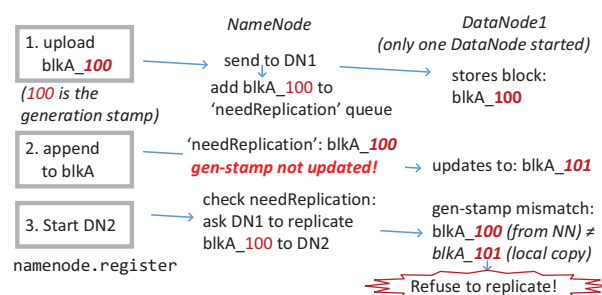 NameNode
DataNode1
(only one DataNode started)
1. upload
blkA_100
(100 is the
generation stamp)
send to DN1
add blkA_100 to
‘needReplication’ queue
stores block:
blkA_100
2. append
to blkA
‘needReplication’: blkA_100
gen-stamp not updated!
updates to: blkA_101
3. Start DN2
namenode.register
check needReplication:
ask DN1 to replicate
blkA_100 to DN2
gen-stamp mismatch:
blkA_100 (from NN) ≠
blkA_101 (local copy)
Refuse to replicate!